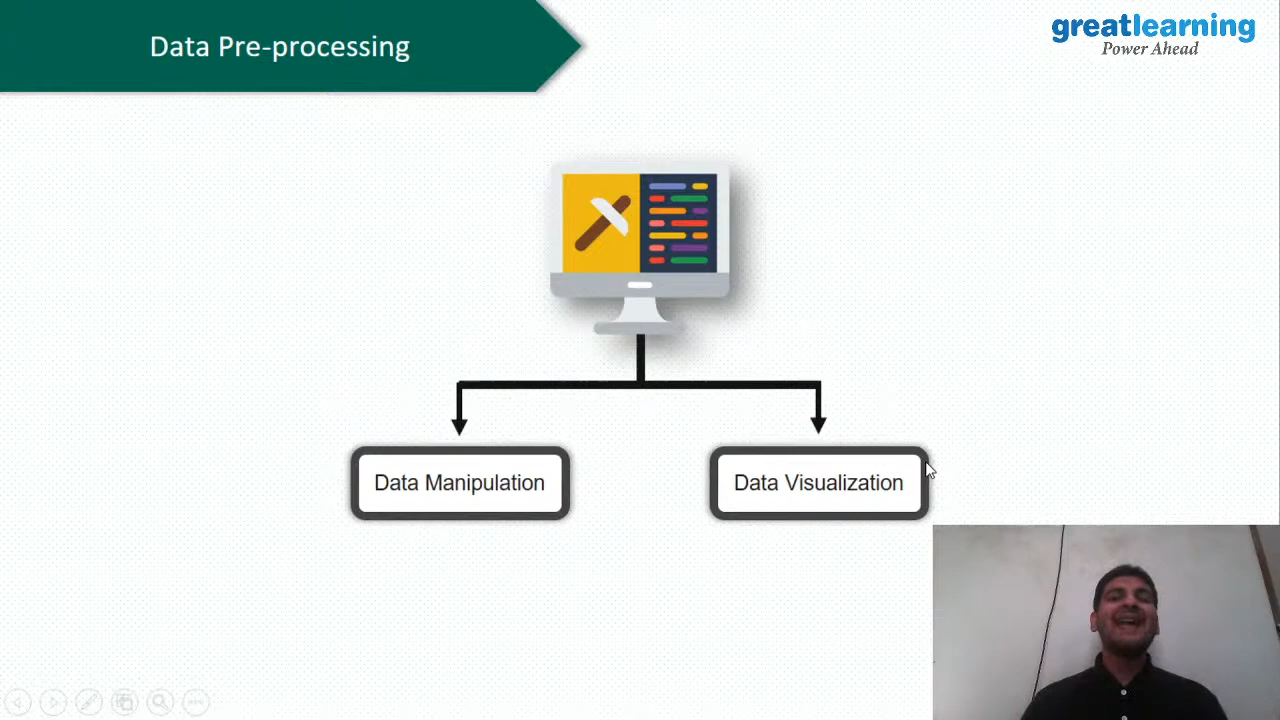 Data Pre-processing
greatlearning
Power Ahead
Data Manipulation
Data Visualization